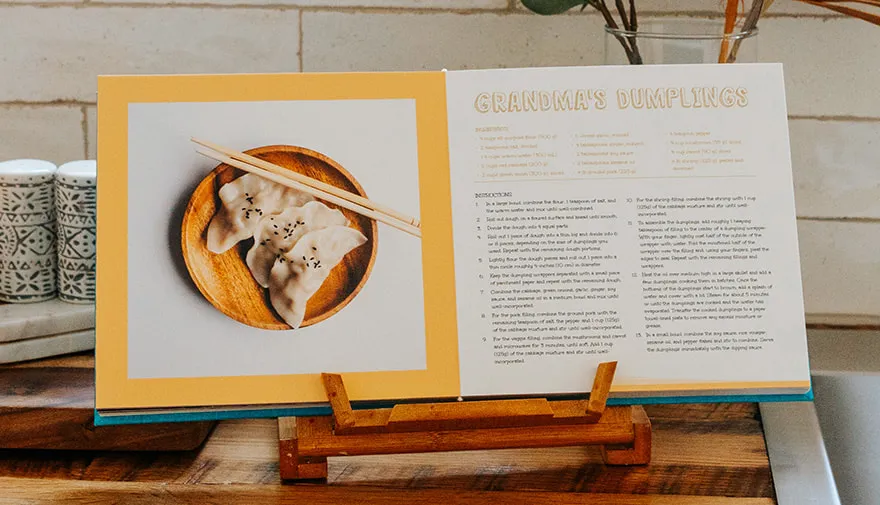 GRANDMA'S DUMPLINGS
INGREDIENTS
INSTRUCTIONS
1. In a large bowl, combine the flour, 1 teaspoon of salt, and
the warm water and mix until well-combined.
2. Roll out dough on a floured surface and knead until smooth.
3. Divide the dough into 4 equal parts.
4. Roll out 1 piece of dough into a thin log and divide into 6
or 8 pieces, depending on the size of dumplings you
want. Repeat with the remaining dough portions.
5. Lightly flour the dough pieces and roll out 1 piece into a
thin circle roughly 4 inches (10 cm) in diameter.
6. Keep the dumpling wrappers separated with a small piece
of parchment paper and repeat with the remaining dough.
7. Combine the cabbage, green onions, garlic, ginger, soy
sauce, and sesame oil in a medium bowl and mix until
well-incorporated.
8. For the pork filling, combine the ground pork with the
remaining teaspoon of salt, the pepper, and 1 cup (125g)
of the cabbage mixture and stir until well-incorporated.
9. For the veggie filling, combine the mushrooms and carrot
and microwave for 3 minutes, until soft. Add 1 cup
(125g) of the cabbage mixture and stir until well-
incorporated.
10. For the shrimp filling, combine the shrimp with 1 cup
(125g) of the cabbage mixture and stir until well-
incorporated.
11. To assemble the dumplings, add roughly 1 heaping
tablespoon of filling to the center of a dumpling wrapper.
With your finger, lightly coat half of the outside of the
wrapper with water. Fold the moistened half of the
wrapper over the filling and, using your fingers, pleat the
edges to seal. Repeat with the remaining fillings and
wrappers.
12. Heat the oil over medium high in a large skillet and add a
few dumplings, cooking them in batches. Once the
bottoms of the dumplings start to brown, add a splash of
water and cover with a lid. Steam for about 5 minutes
or until the dumplings are cooked and the water has
evaporated. Transfer the cooked dumplings to a paper
towel-lined plate to remove any excess moisture or
grease.
13. In a small bowl, combine the soy sauce, rice vinegar,
sesame oil, and pepper flakes and stir to combine. Serve
the dumplings immediately with the dipping sauce.